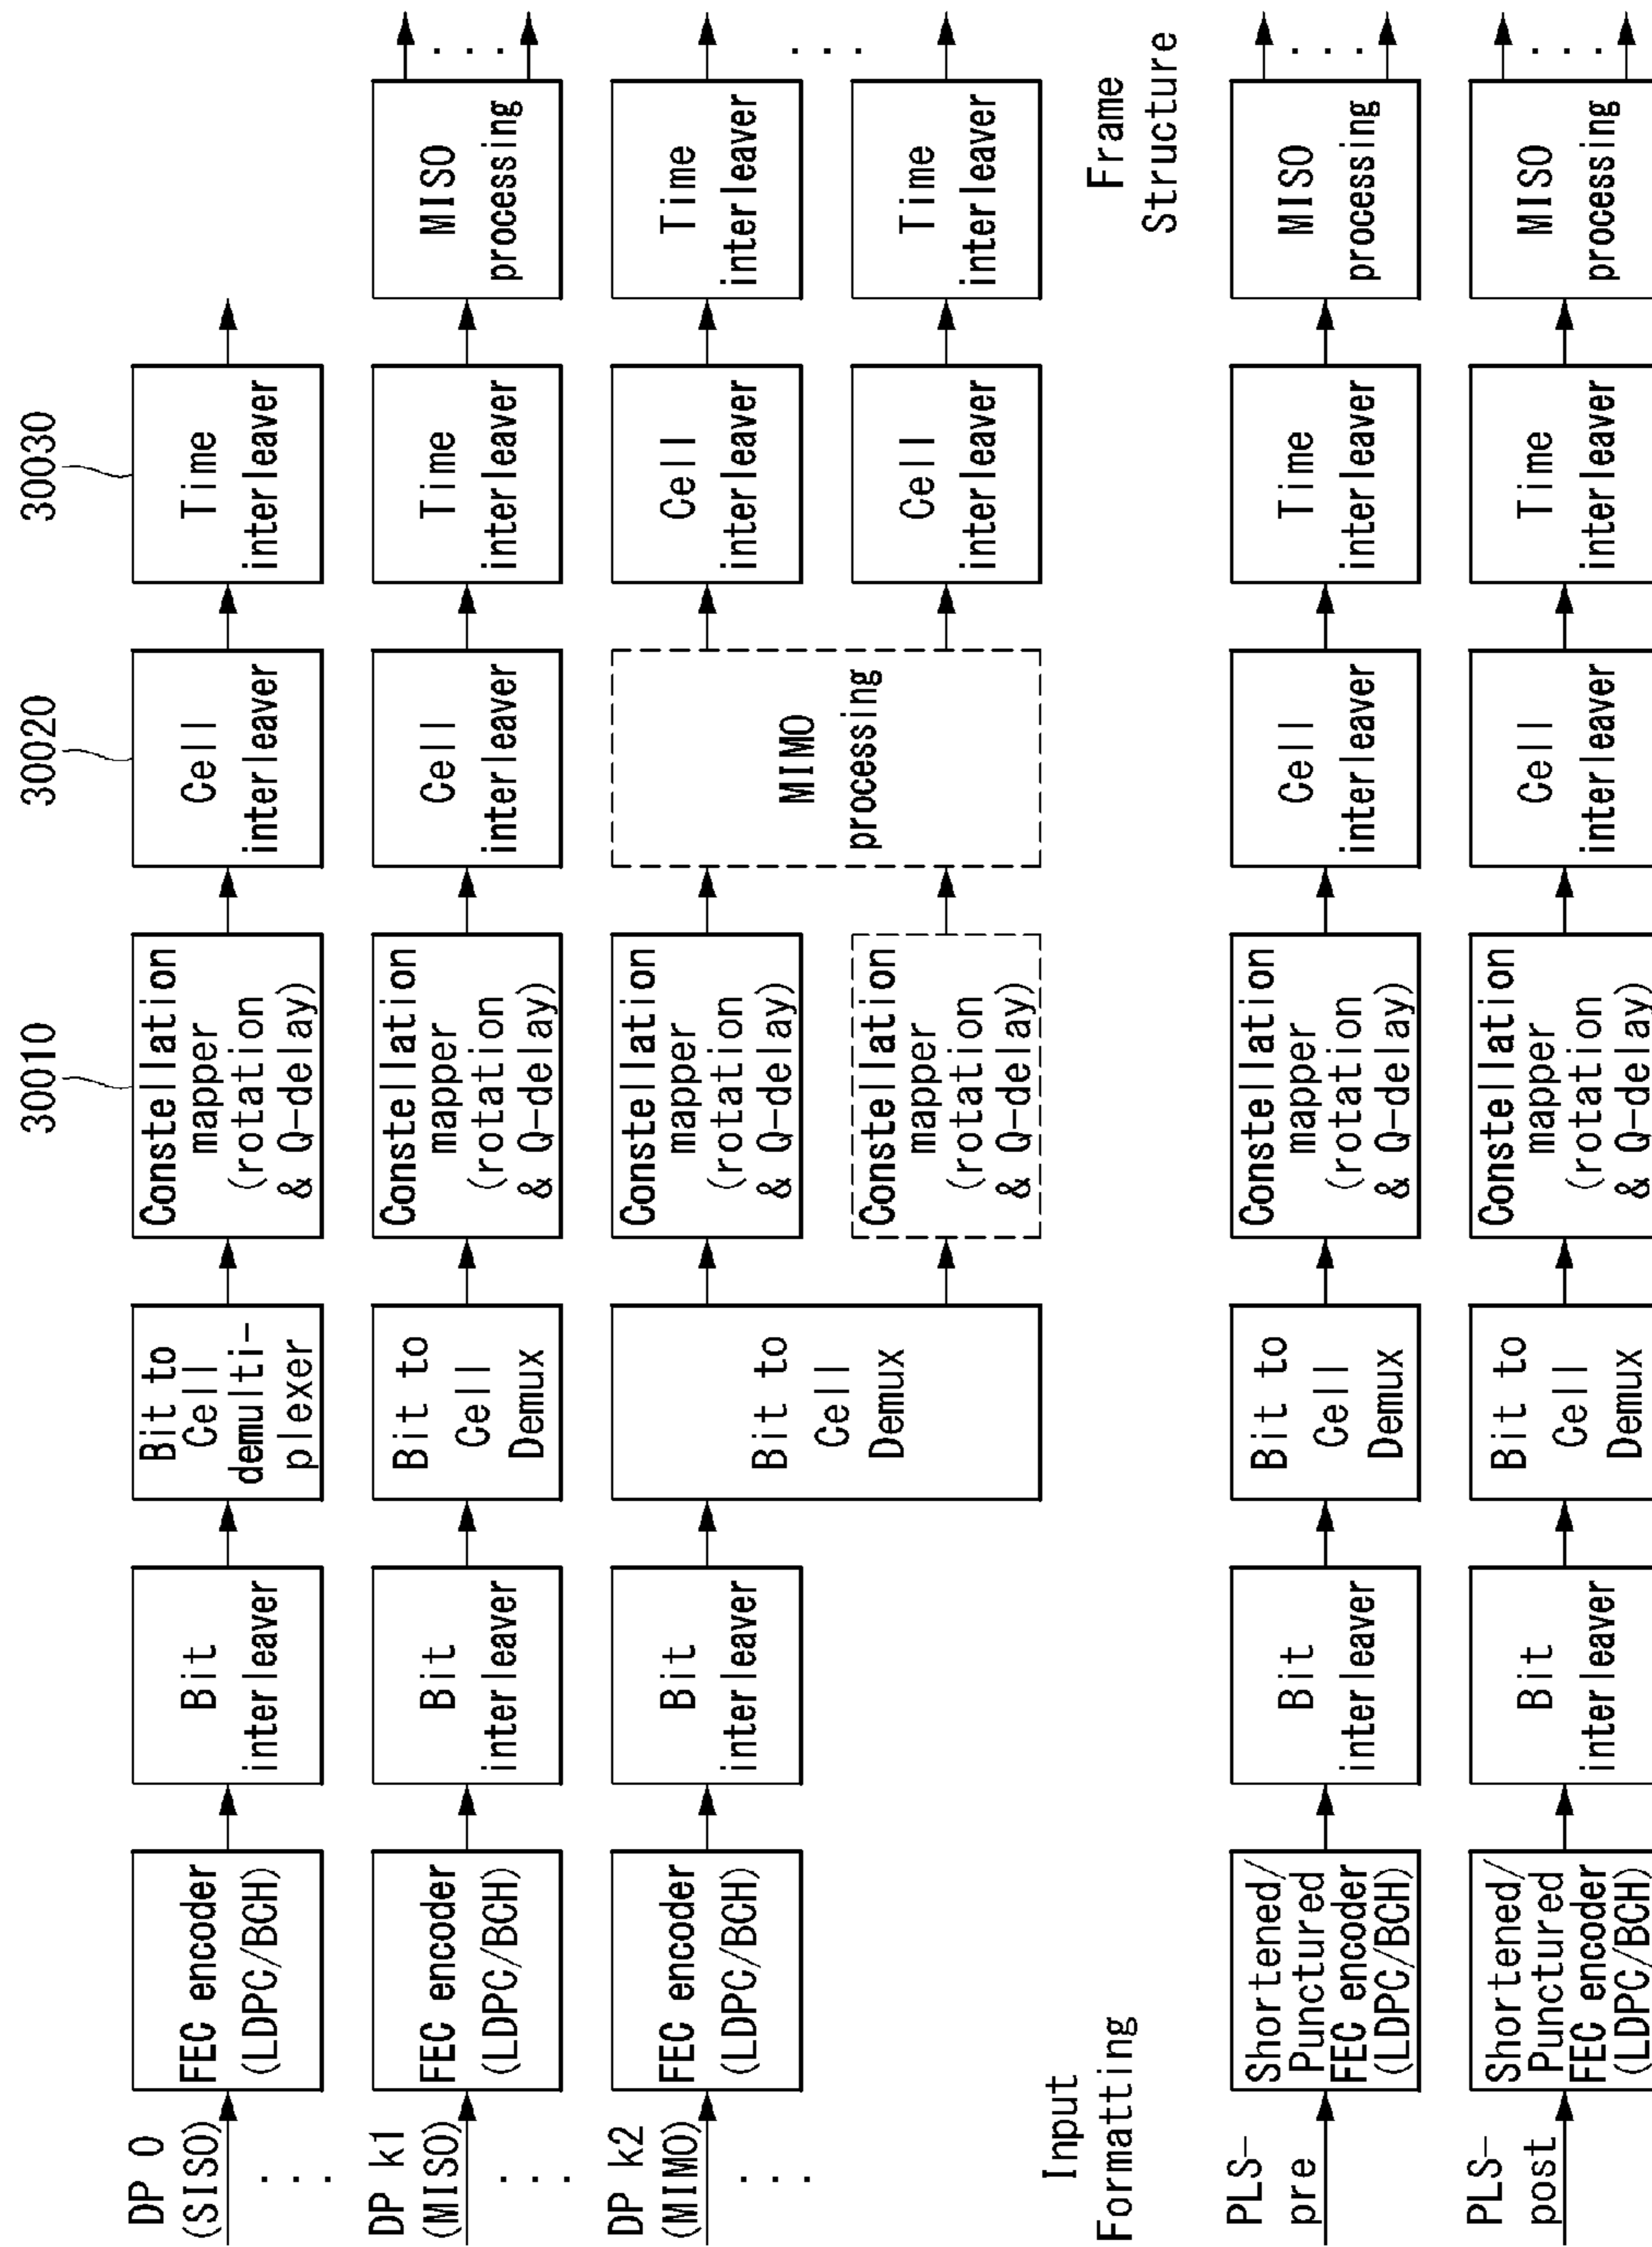 30010
30020
30030
DP 0
(SISO)
FEC encoder
(LDPC/BCH)
Bit
interleaver
Bit to
Cell
demulti-
plexer
Constellation
mapper
(rotation
& Q-delay)
Cell
interleaver
Time
interleaver
DP k1
(MISO)
FEC encoder
(LDPC/BCH)
Bit
interleaver
Bit to
Cell
Demux
Constellation
mapper
(rotation
& Q-delay)
Cell
interleaver
Time
interleaver
MISO
processing
DP k2
(MIMO)
FEC encoder
(LDPC/BCH)
Bit
interleaver
Bit to
Cell
Demux
Constellation
mapper
(rotation
& Q-delay)
Constellation
mapper
(rotation
& Q-delay)
MIMO
processing
Cell
interleaver
Time
interleaver
Cell
interleaver
Time
interleaver
Input
Formatting
Frame
Structure
PLS-
pre
Shortened/
Punctured
FEC encoder
(LDPC/BCH)
Bit
interleaver
Bit to
Cell
Demux
Constellation
mapper
(rotation
& Q-delay)
Cell
interleaver
Time
interleaver
MISO
processing
PLS-
post
Shortened/
Punctured
FEC encoder
(LDPC/BCH)
Bit
interleaver
Bit to
Cell
Demux
Constellation
mapper
(rotation
& Q-delay)
Cell
interleaver
Time
interleaver
MISO
processing